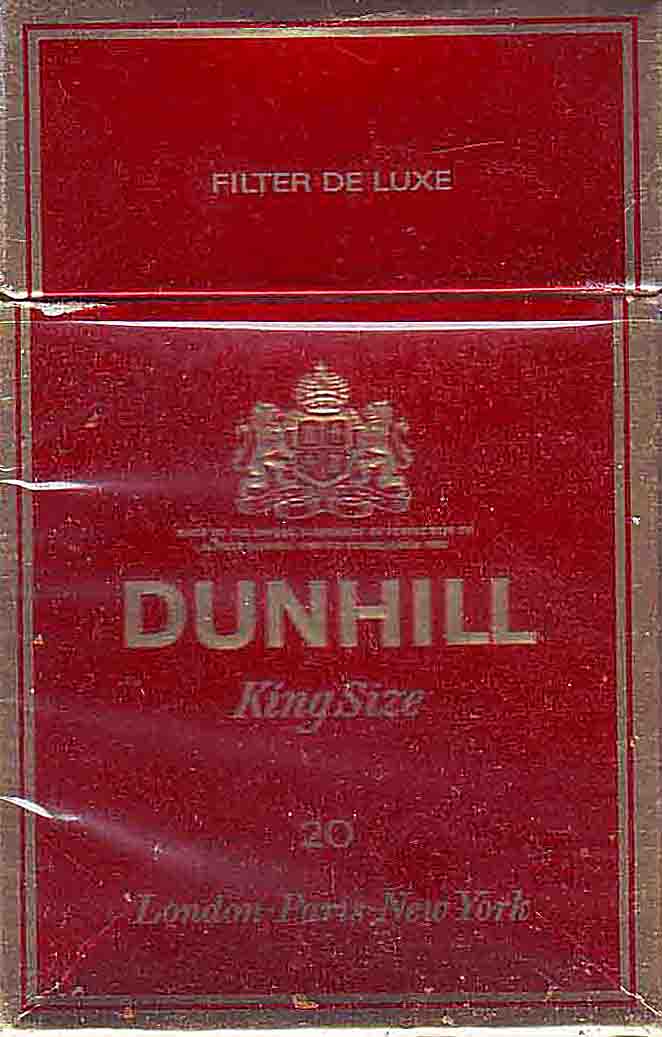 FILTER DE LUXE
DUNHILL
King Size
20
London-Paris-New York